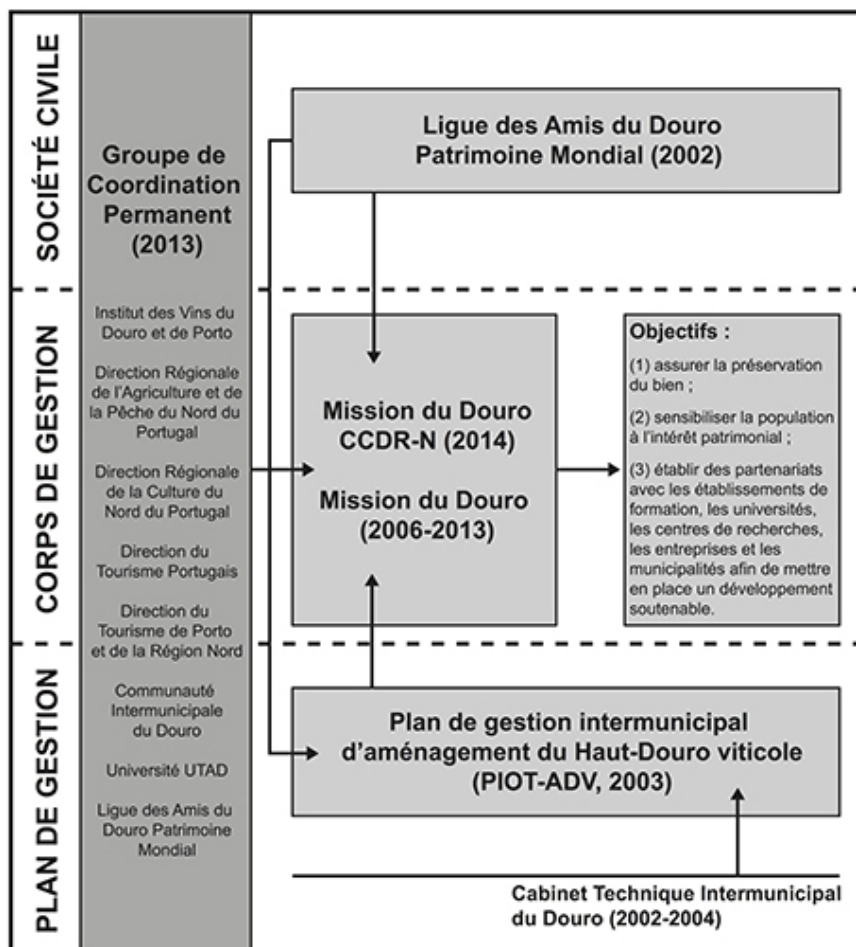 SOCIÉTÉ CIVILE
CORPS DE GESTION
PLAN DE GESTION
Groupe de
Coordination
Permanent
(2013)
Institut des Vins du
Douro et de Porto
Direction Régionale
de l'Agriculture et de
la Pêche du Nord du
Portugal
Direction Régionale
de la Culture du
Nord du Portugal
Direction du
Tourisme Portugais
Direction du
Tourisme de Porto
et de la Région Nord
Communauté
Intermunicipale
du Douro
Université UTAD
Ligue des Amis du
Douro Patrimoine
Mondial
Ligue des Amis du Douro
Patrimoine Mondial (2002)
Mission du Douro
CCDR-N (2014)
Mission du Douro
(2006-2013)
Objectifs :
(1) assurer la préservation
du bien ;
(2) sensibiliser la population
à l'intérêt patrimonial ;
(3) établir des partenariats
avec les établissements de
formation, les universités,
les centres de recherches,
les entreprises et les
municipalités afin de mettre
en place un développement
soutenable.
Plan de gestion intermunicipal
d'aménagement du Haut-Douro viticole
(PIOT-ADV, 2003)
Cabinet Technique Intermunicipal
du Douro (2002-2004)